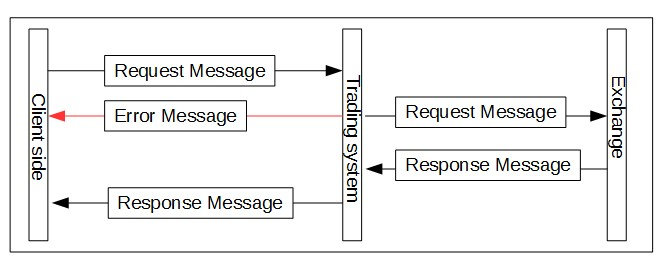 Client side
Request Message
Error Message
Response Message
Trading system
Request Message
Response Message
Exchange